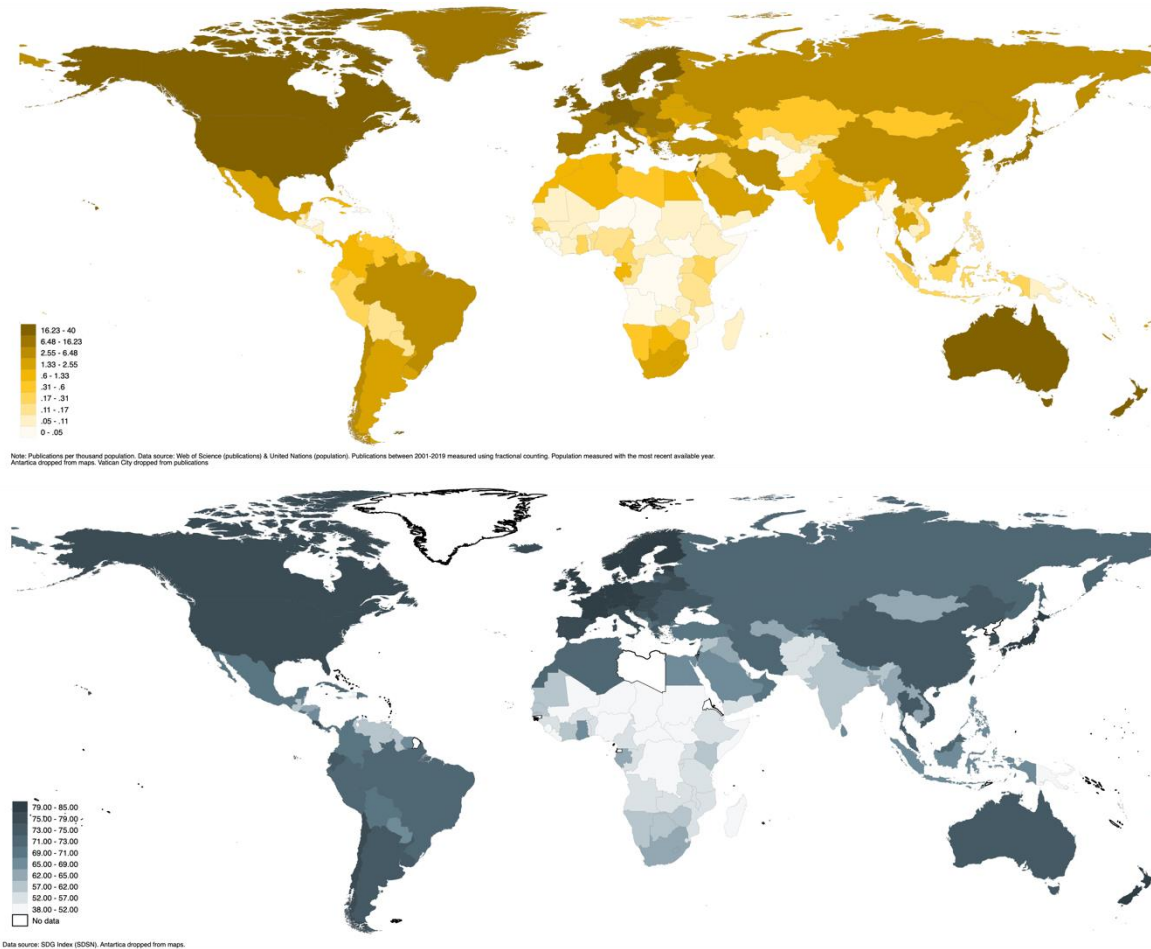 16.23 - 40
6.48 - 16.23
2.55 - 6.48
1.33 - 2.55
.6 - 1.33
.31 - .6
.17 - .31
.11 - .17
.05 - .11
0 - .05
Note: Publications per thousand population. Data source: Web of Science (publications) & United Nations (population). Publications between 2001-2019 measured using fractional counting. Population measured with the most recent available year.
Antartica dropped from maps. Vatican City dropped from publications
79.00 - 85.00
75.00 - 79.00
73.00 - 75.00
71.00 - 73.00
69.00 - 71.00
65.00 - 69.00
62.00 - 65.00
57.00 - 62.00
52.00 - 57.00
38.00 - 52.00
No data
Data source: SDG Index (SDSN). Antartica dropped from maps.